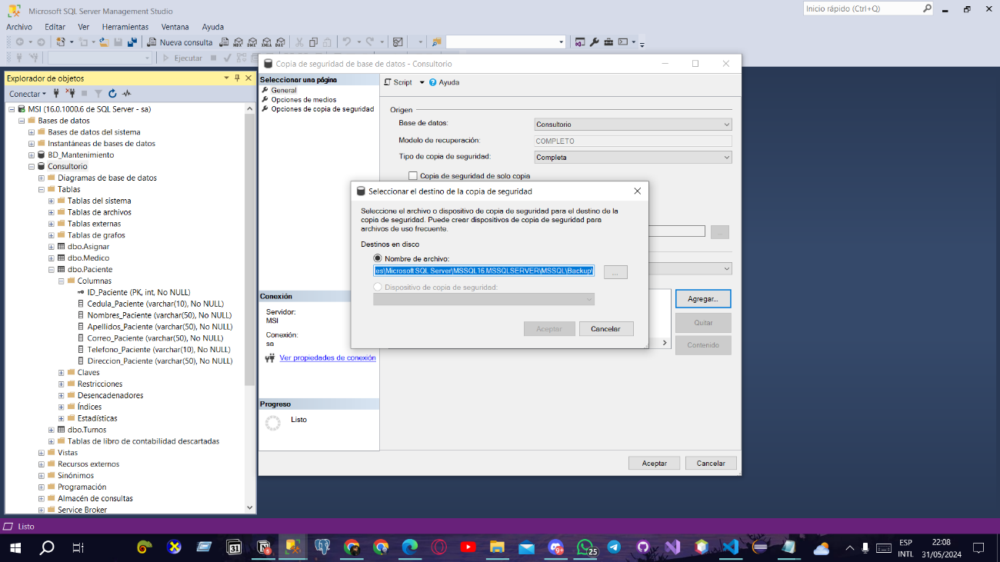 Microsoft SQL Server Management Studio
Inicio rápido (Ctrl+Q)
Archivo Editar Ver Herramientas Ventana Ayuda
Nueva consulta
MDX DMX XMLA DAX
Ejecutar
Explorador de objetos
Conectar
MSI (16.0.1000.6 de SQL Server - sa)
Bases de datos
Bases de datos del sistema
Instantáneas de bases de datos
BD_Mantenimiento
Consultorio
Diagramas de base de datos
Tablas
Tablas del sistema
Tablas de archivos
Tablas externas
Tablas de grafos
dbo.Asignar
dbo.Medico
dbo.Paciente
Columnas
ID_Paciente (PK, int, No NULL)
Cedula_Paciente (varchar(10), No NULL)
Nombres_Paciente (varchar(50), No NULL)
Apellidos_Paciente (varchar(50), No NULL)
Correo_Paciente (varchar(50), No NULL)
Telefono_Paciente (varchar(10), No NULL)
Direccion_Paciente (varchar(50), No NULL)
Claves
Restricciones
Desencadenadores
Índices
Estadísticas
dbo.Turnos
Tablas de libro de contabilidad descartadas
Vistas
Recursos externos
Sinónimos
Programación
Almacén de consultas
Service Broker
Copia de seguridad de base de datos - Consultorio
Seleccionar una página
General
Opciones de medios
Opciones de copia de seguridad
Script Ayuda
Origen
Base de datos: Consultorio
Modelo de recuperación: COMPLETO
Tipo de copia de seguridad: Completa
Copia de seguridad de solo copia
Seleccionar el destino de la copia de seguridad
Seleccione el archivo o dispositivo de copia de seguridad para el destino de la
copia de seguridad. Puede crear dispositivos de copia de seguridad para
archivos de uso frecuente.
Destinos en disco
Nombre de archivo:
es\Microsoft SQL Server\MSSQL16.MSSQLSERVER\MSSQL\Backup\
...
Dispositivo de copia de seguridad:
Aceptar Cancelar
...
Agregar...
Quitar
Contenido
Conexión
Servidor:
MSI
Conexión:
sa
Ver propiedades de conexión
Progreso
Listo
Aceptar Cancelar
Listo
31
25
ESP
INTL
22:08
31/05/2024